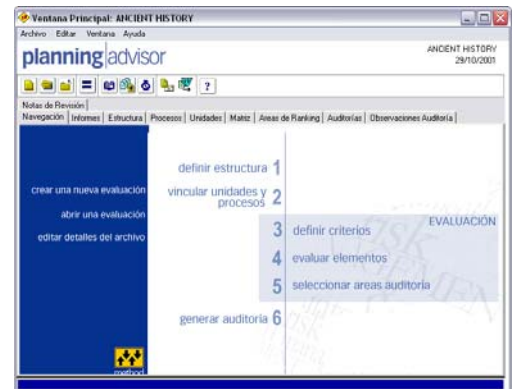 Ventana Principal: ANCIENT HISTORY
Archivo Editar Ventana Ayuda
planning advisor
ANCIENT HISTORY
29/10/2001
Notas de Revisión
Navegación Informes Estructura Procesos Unidades Matriz Areas de Ranking Auditorías Observaciones Auditoría
definir estructura 1
crear una nueva evaluación
vincular unidades y procesos 2
abrir una evaluación
editar detalles del archivo
EVALUACIÓN
3 definir criterios
4 evaluar elementos
5 seleccionar areas auditoria
generar auditoria 6
method